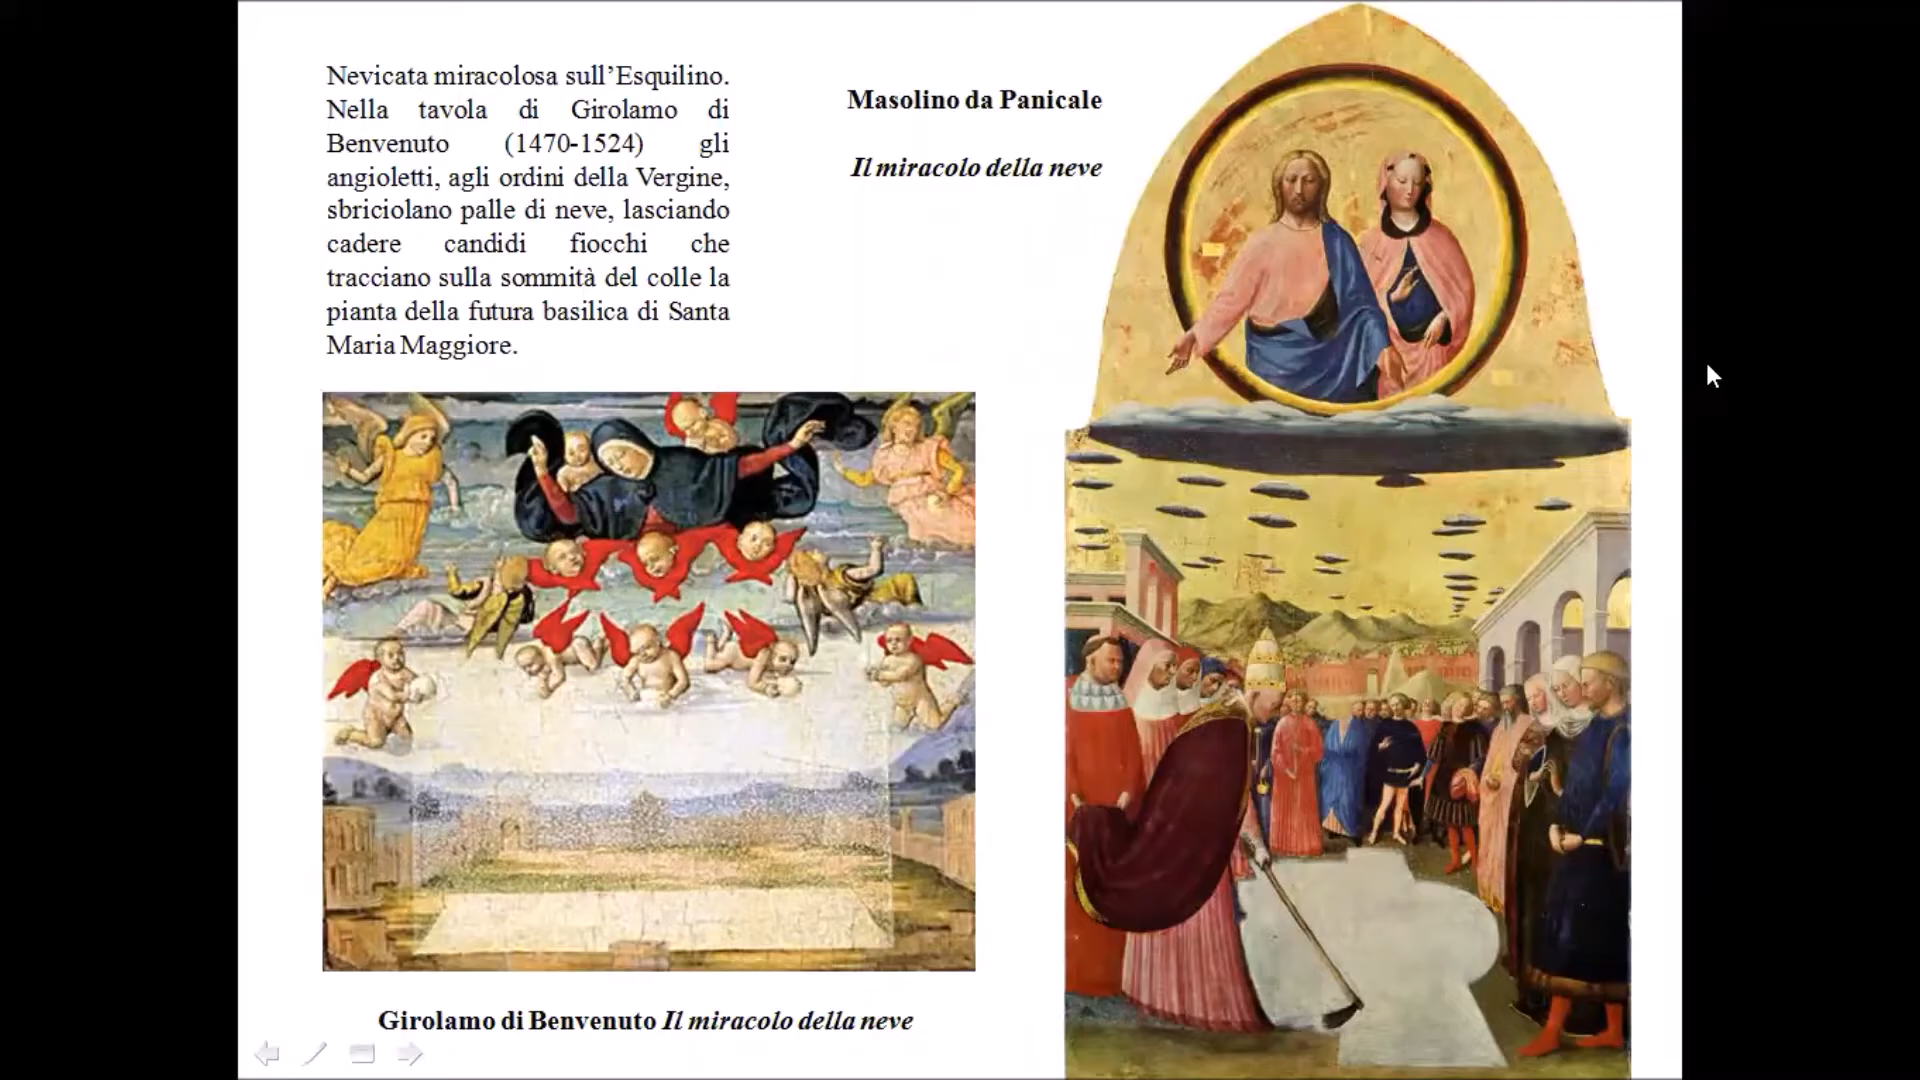 Nevicata miracolosa sull’Esquilino.
Nella tavola di Girolamo di
Benvenuto (1470-1524) gli
angioletti, agli ordini della Vergine,
sbriciolano palle di neve, lasciando
cadere candidi fiocchi che
tracciano sulla sommità del colle la
pianta della futura basilica di Santa
Maria Maggiore.
Masolino da Panicale
Il miracolo della neve
Girolamo di Benvenuto Il miracolo della neve